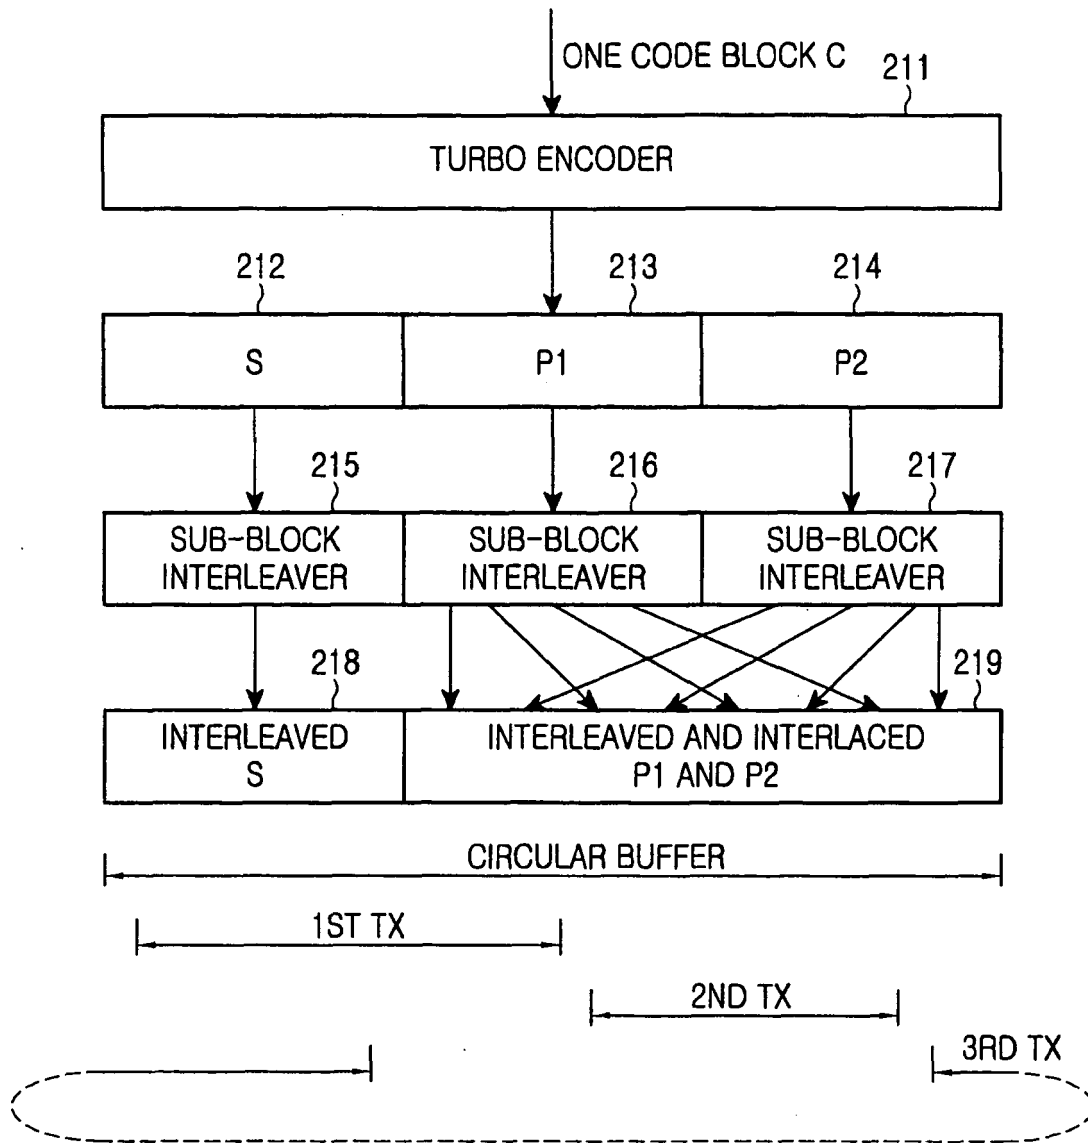 ONE CODE BLOCK C
211
TURBO ENCODER
212
213
214
S
P1
P2
215
216
217
SUB-BLOCK
INTERLEAVER
SUB-BLOCK
INTERLEAVER
SUB-BLOCK
INTERLEAVER
218
219
INTERLEAVED
S
INTERLEAVED AND INTERLACED
P1 AND P2
CIRCULAR BUFFER
1ST TX
2ND TX
3RD TX